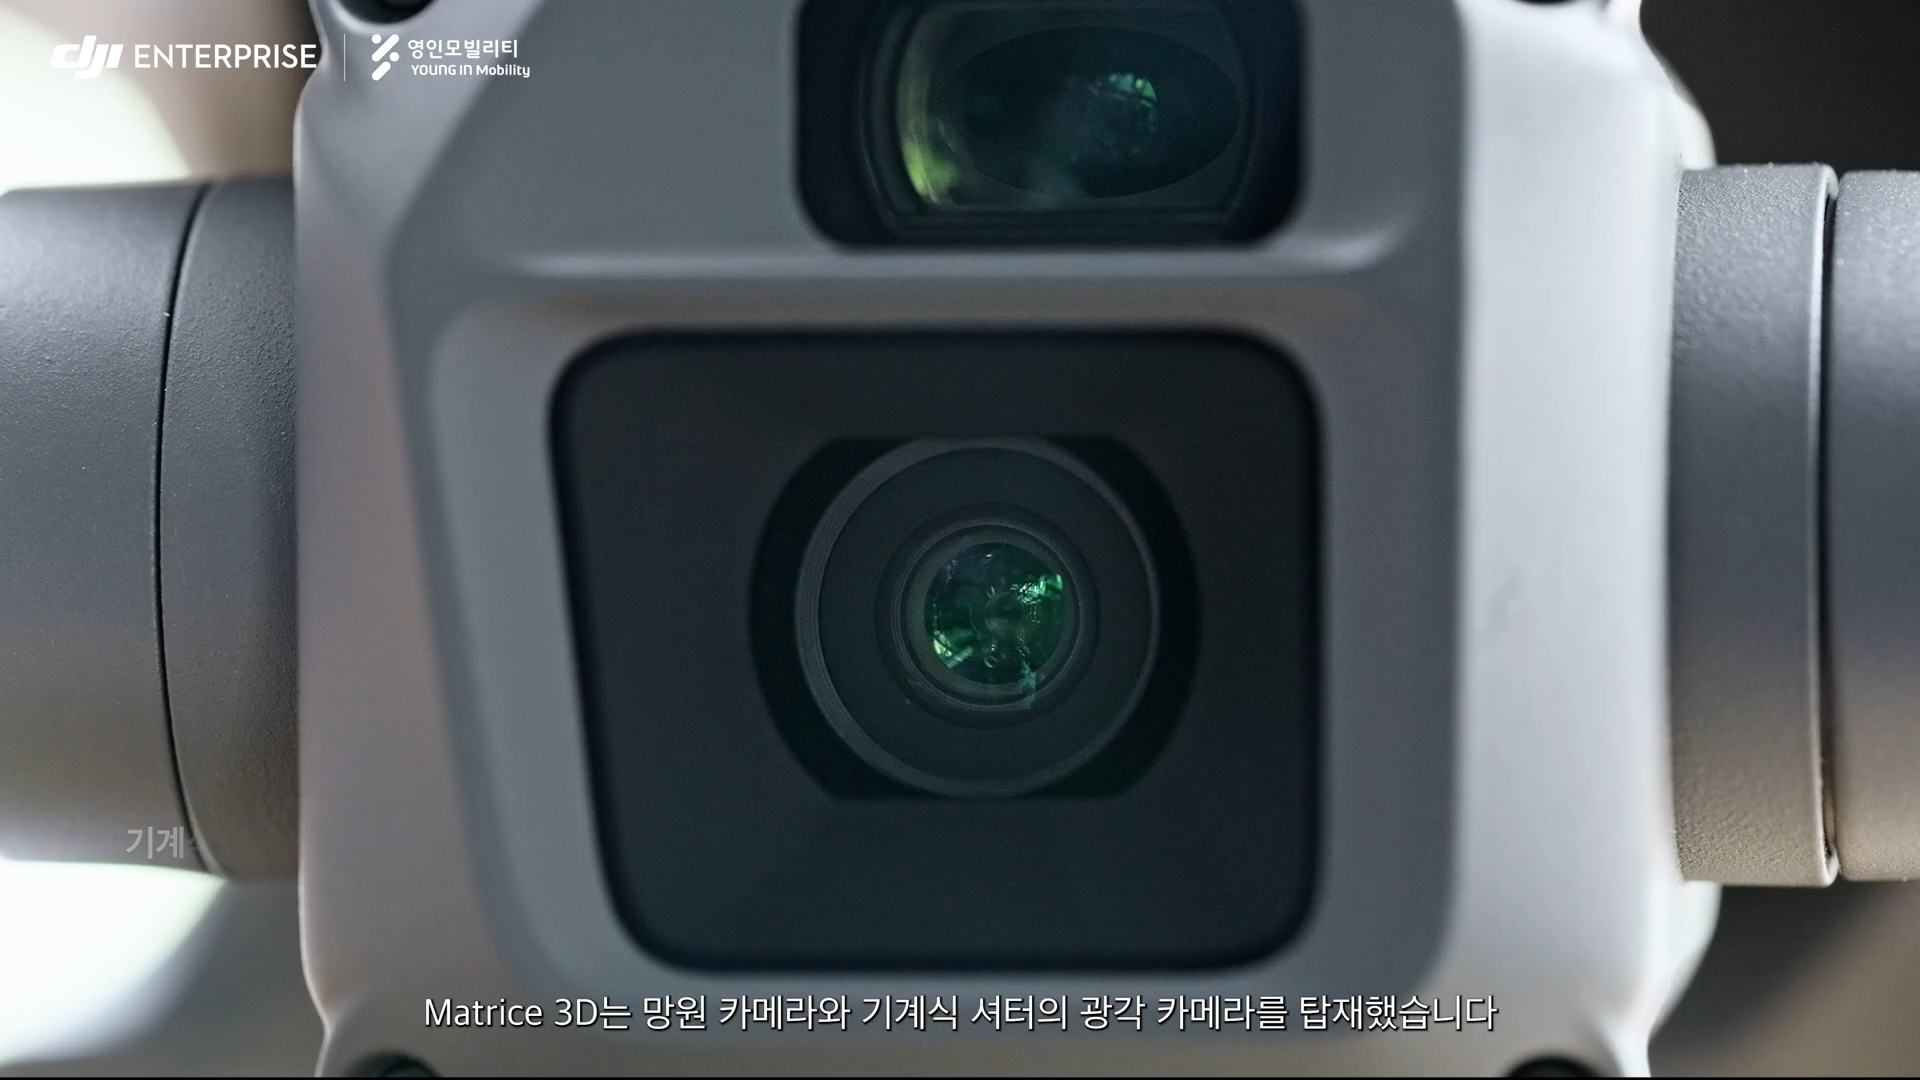 dji ENTERPRISE
영인모빌리티
YOUNG IN Mobility
기계
Matrice 3D는 망원 카메라와 기계식 셔터의 광각 카메라를 탑재했습니다